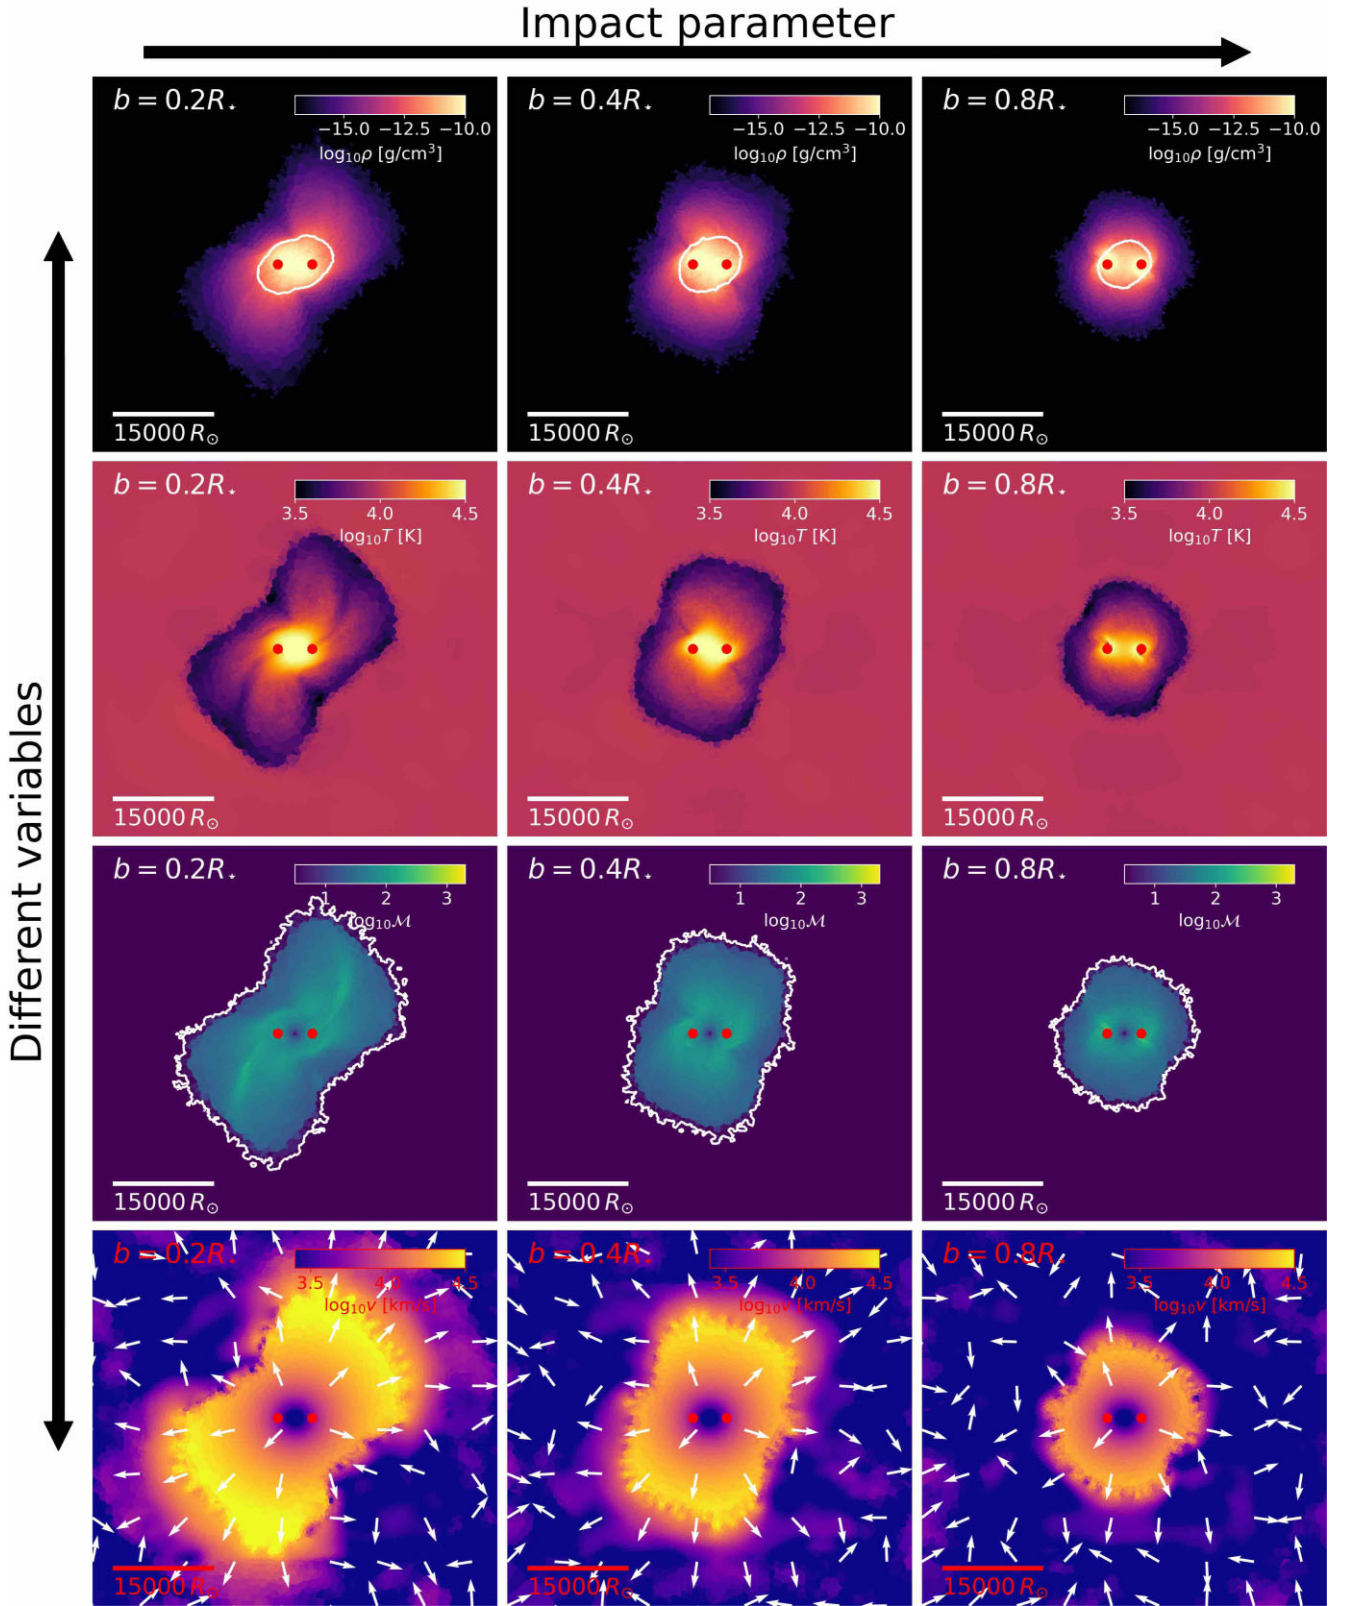 Impact parameter
Different variables
b = 0.2R⋆
−15.0 −12.5 −10.0
log₁₀ρ [g/cm³]
15000 R⊙
b = 0.4R⋆
−15.0 −12.5 −10.0
log₁₀ρ [g/cm³]
15000 R⊙
b = 0.8R⋆
−15.0 −12.5 −10.0
log₁₀ρ [g/cm³]
15000 R⊙
b = 0.2R⋆
3.5 4.0 4.5
log₁₀T [K]
15000 R⊙
b = 0.4R⋆
3.5 4.0 4.5
log₁₀T [K]
15000 R⊙
b = 0.8R⋆
3.5 4.0 4.5
log₁₀T [K]
15000 R⊙
b = 0.2R⋆
1 2 3
log₁₀ℳ
15000 R⊙
b = 0.4R⋆
1 2 3
log₁₀ℳ
15000 R⊙
b = 0.8R⋆
1 2 3
log₁₀ℳ
15000 R⊙
b = 0.2R⋆
3.5 4.0 4.5
log₁₀v [km/s]
15000 R⊙
b = 0.4R⋆
3.5 4.0 4.5
log₁₀v [km/s]
15000 R⊙
b = 0.8R⋆
3.5 4.0 4.5
log₁₀v [km/s]
15000 R⊙